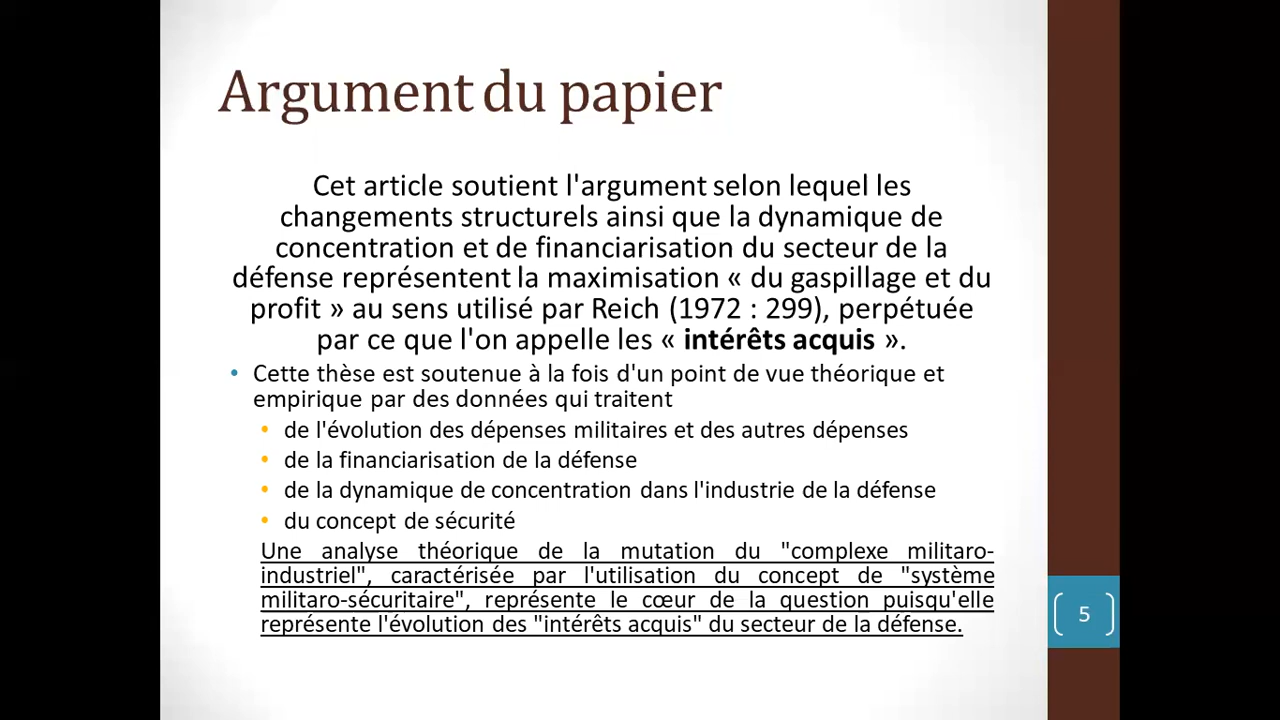 Argument du papier
Cet article soutient l'argument selon lequel les
changements structurels ainsi que la dynamique de
concentration et de financiarisation du secteur de la
défense représentent la maximisation « du gaspillage et du
profit » au sens utilisé par Reich (1972 : 299), perpétuée
par ce que l'on appelle les « intérêts acquis ».
• Cette thèse est soutenue à la fois d'un point de vue théorique et
empirique par des données qui traitent
• de l'évolution des dépenses militaires et des autres dépenses
• de la financiarisation de la défense
• de la dynamique de concentration dans l'industrie de la défense
• du concept de sécurité
Une analyse théorique de la mutation du "complexe militaro-
industriel", caractérisée par l'utilisation du concept de "système
militaro-sécuritaire", représente le cœur de la question puisqu'elle
représente l'évolution des "intérêts acquis" du secteur de la défense.
5